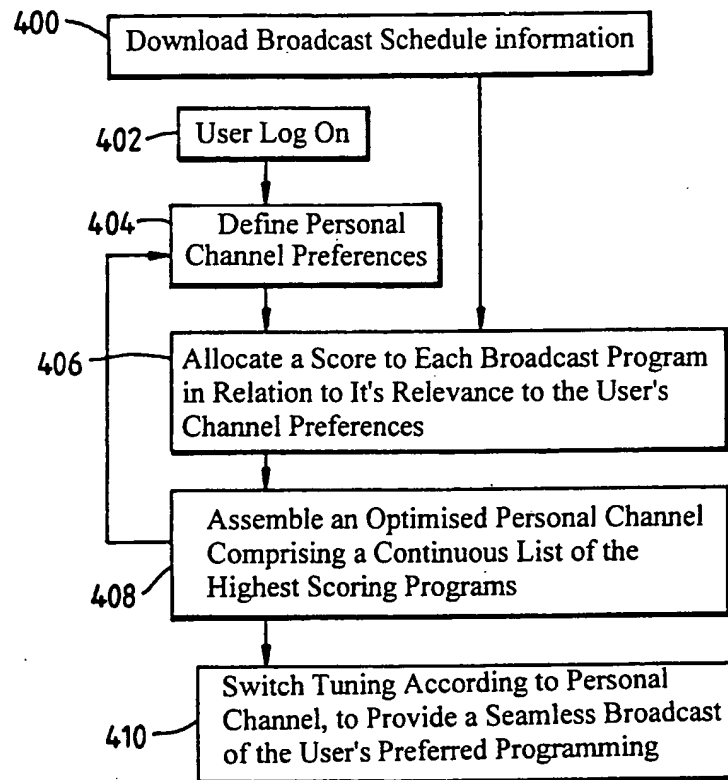 400
Download Broadcast Schedule information
402
User Log On
404
Define Personal
Channel Preferences
406
Allocate a Score to Each Broadcast Program
in Relation to It's Relevance to the User's
Channel Preferences
408
Assemble an Optimised Personal Channel
Comprising a Continuous List of the
Highest Scoring Programs
410
Switch Tuning According to Personal
Channel, to Provide a Seamless Broadcast
of the User's Preferred Programming